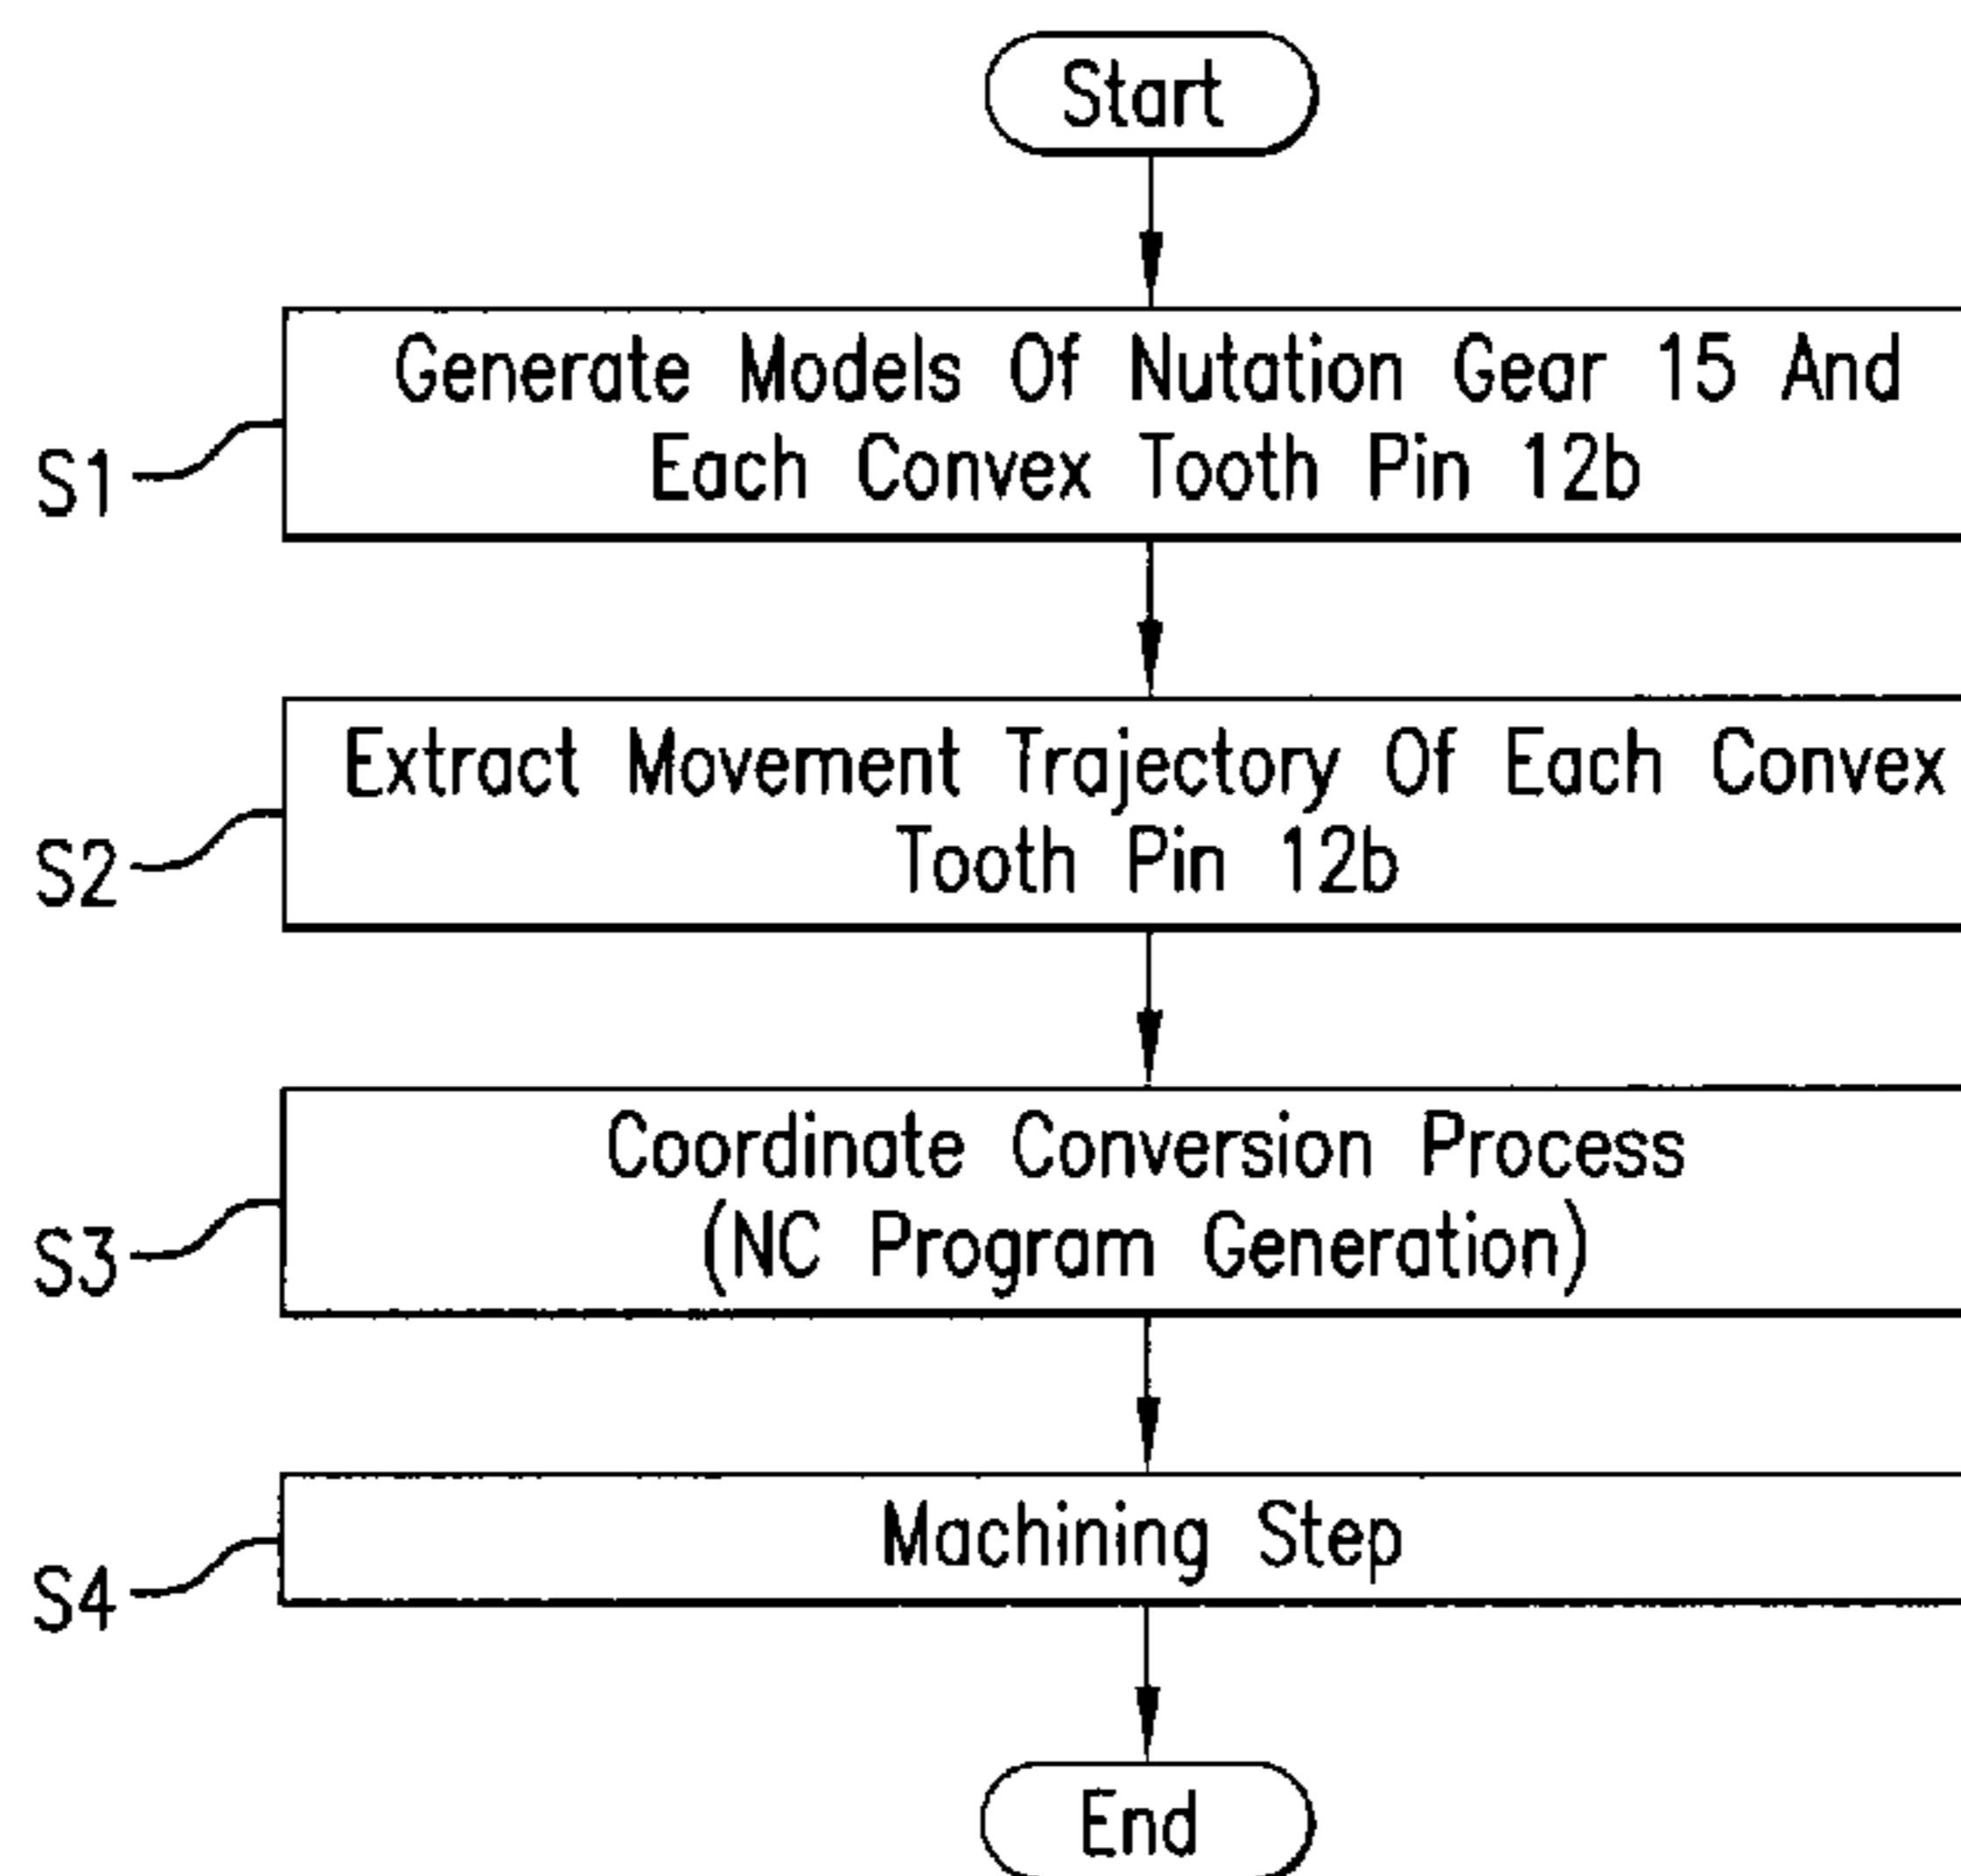 Start
Generate Models Of Nutation Gear 15 And
Each Convex Tooth Pin 12b
S1
Extract Movement Trajectory Of Each Convex
Tooth Pin 12b
S2
Coordinate Conversion Process
(NC Program Generation)
S3
Machining Step
S4
End